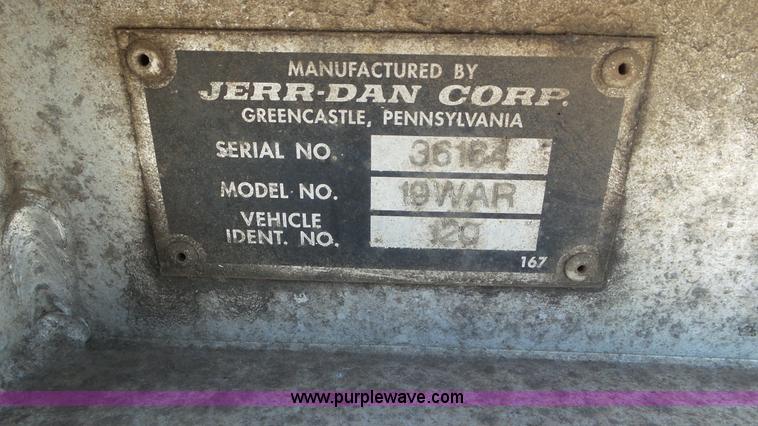 MANUFACTURED BY
JERR-DAN CORP.
GREENCASTLE, PENNSYLVANIA
SERIAL NO. 36164
MODEL NO. 19WAR
VEHICLE
IDENT. NO. 120
167
www.purplewave.com